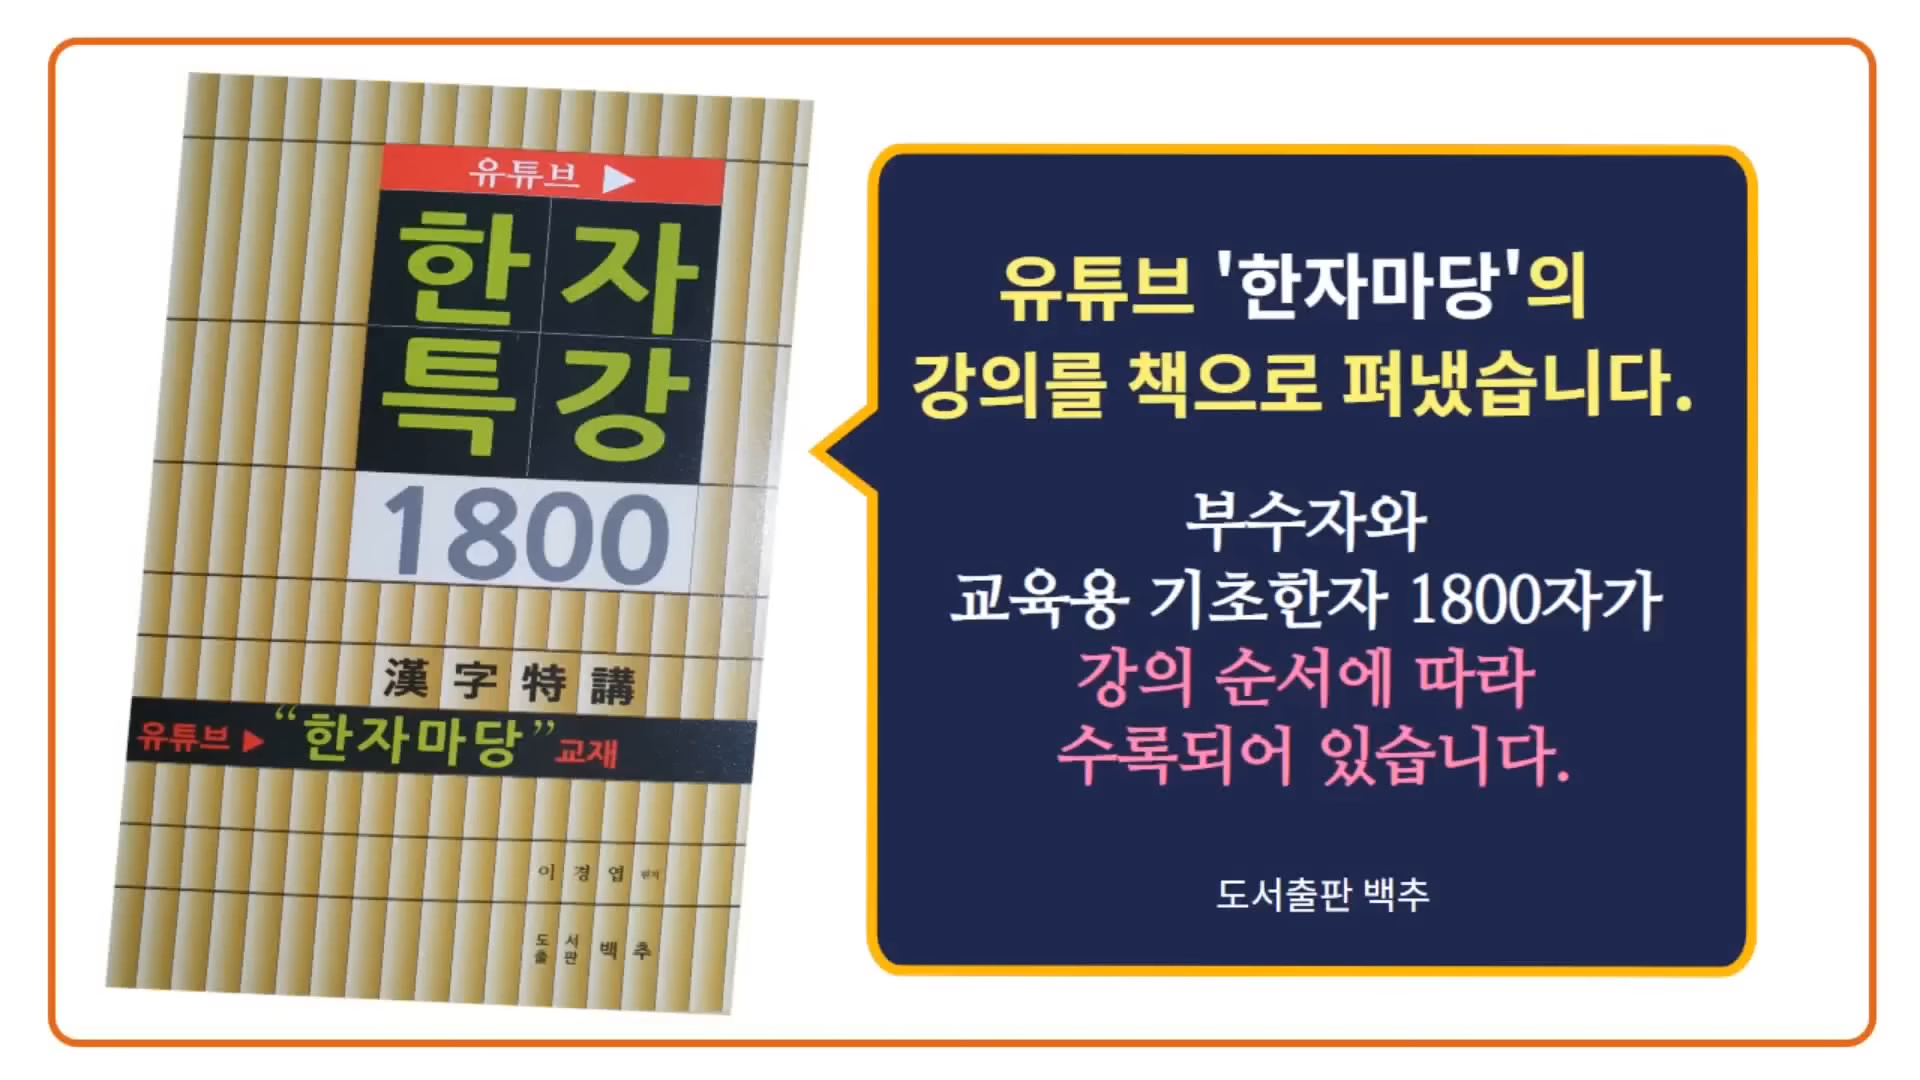 유튜브 ▶
한자
특강
1800
漢字特講
유튜브 ▶ “한자마당” 교재
이경엽 편저
도서출판 백추
유튜브 '한자마당'의
강의를 책으로 펴냈습니다.
부수자와
교육용 기초한자 1800자가
강의 순서에 따라
수록되어 있습니다.
도서출판 백추